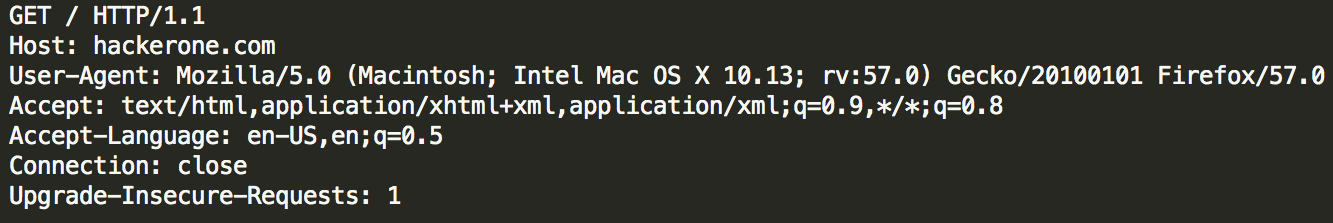 GET / HTTP/1.1
Host: hackerone.com
User-Agent: Mozilla/5.0 (Macintosh; Intel Mac OS X 10.13; rv:57.0) Gecko/20100101 Firefox/57.0
Accept: text/html,application/xhtml+xml,application/xml;q=0.9,*/*;q=0.8
Accept-Language: en-US,en;q=0.5
Connection: close
Upgrade-Insecure-Requests: 1